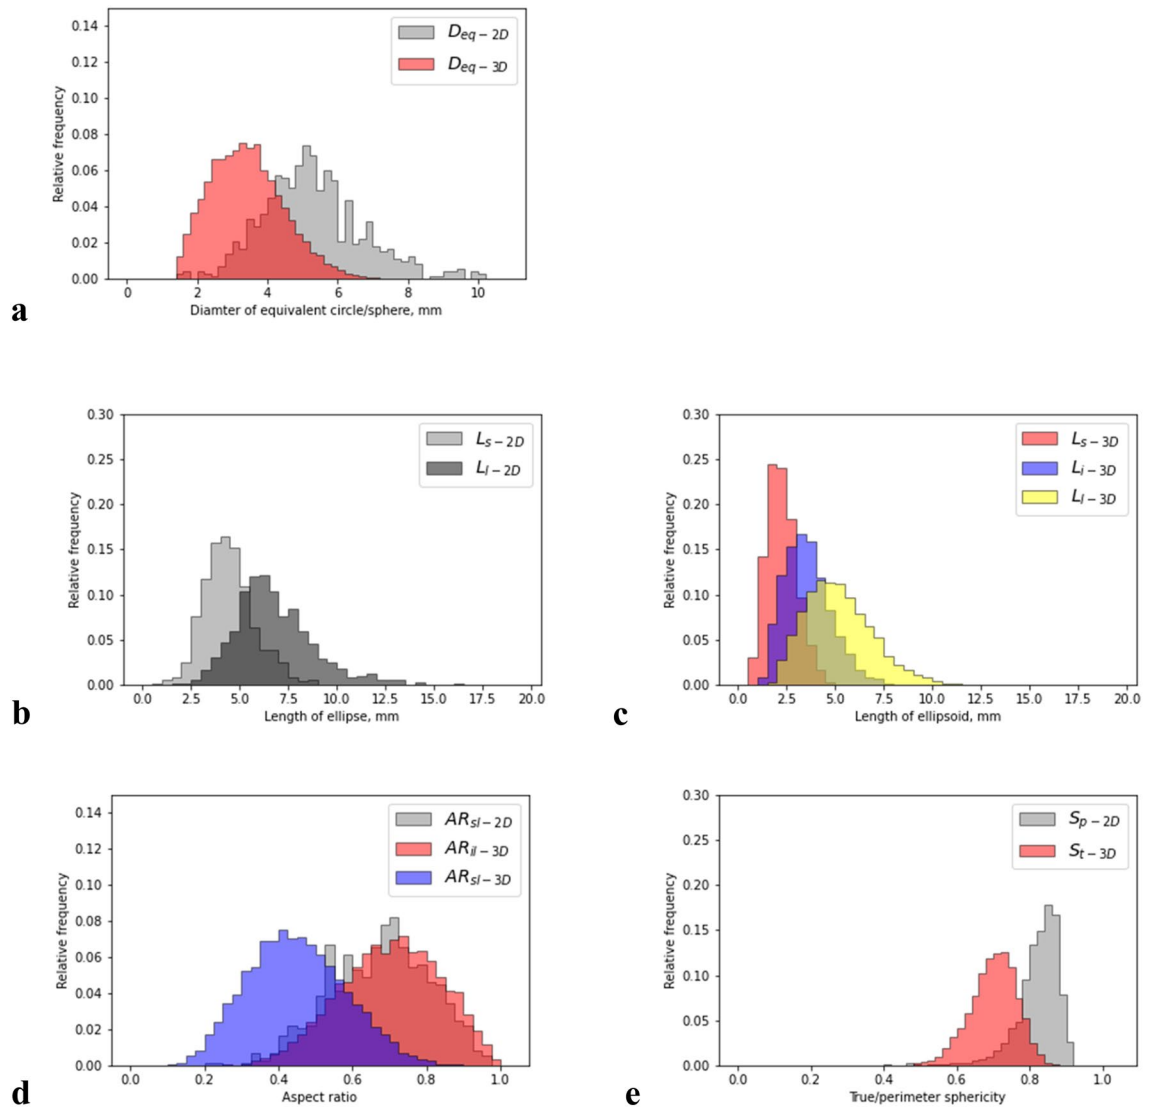 0.14
0.12
0.10
0.08
0.06
0.04
0.02
0.00
Relative frequency
D_eq-2D
D_eq-3D
0 2 4 6 8 10
Diamter of equivalent circle/sphere, mm
a
0.30
0.25
0.20
0.15
0.10
0.05
0.00
Relative frequency
L_s-2D
L_l-2D
0.0 2.5 5.0 7.5 10.0 12.5 15.0 17.5 20.0
Length of ellipse, mm
b
0.30
0.25
0.20
0.15
0.10
0.05
0.00
Relative frequency
L_s-3D
L_i-3D
L_l-3D
0.0 2.5 5.0 7.5 10.0 12.5 15.0 17.5 20.0
Length of ellipsoid, mm
c
0.14
0.12
0.10
0.08
0.06
0.04
0.02
0.00
Relative frequency
AR_sl-2D
AR_il-3D
AR_sl-3D
0.0 0.2 0.4 0.6 0.8 1.0
Aspect ratio
d
0.30
0.25
0.20
0.15
0.10
0.05
0.00
Relative frequency
S_p-2D
S_t-3D
0.0 0.2 0.4 0.6 0.8 1.0
True/perimeter sphericity
e